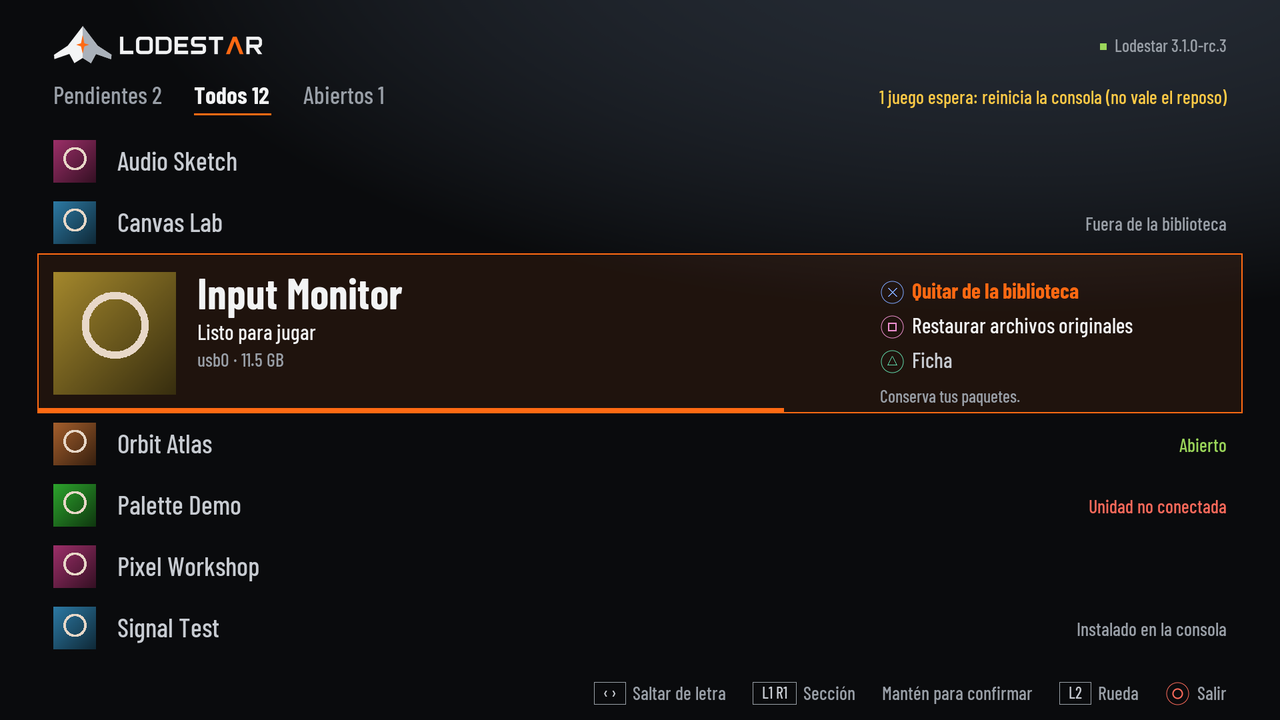 LODESTAR
Lodestar 3.1.0-rc.3
Pendientes 2
Todos 12
Abiertos 1
1 juego espera: reinicia la consola (no vale el reposo)
Audio Sketch
Canvas Lab
Fuera de la biblioteca
Input Monitor
Listo para jugar
usb0 · 11.5 GB
Quitar de la biblioteca
Restaurar archivos originales
Ficha
Conserva tus paquetes.
Orbit Atlas
Abierto
Palette Demo
Unidad no conectada
Pixel Workshop
Signal Test
Instalado en la consola
‹ › Saltar de letra
L1 R1 Sección
Mantén para confirmar
L2 Rueda
Salir